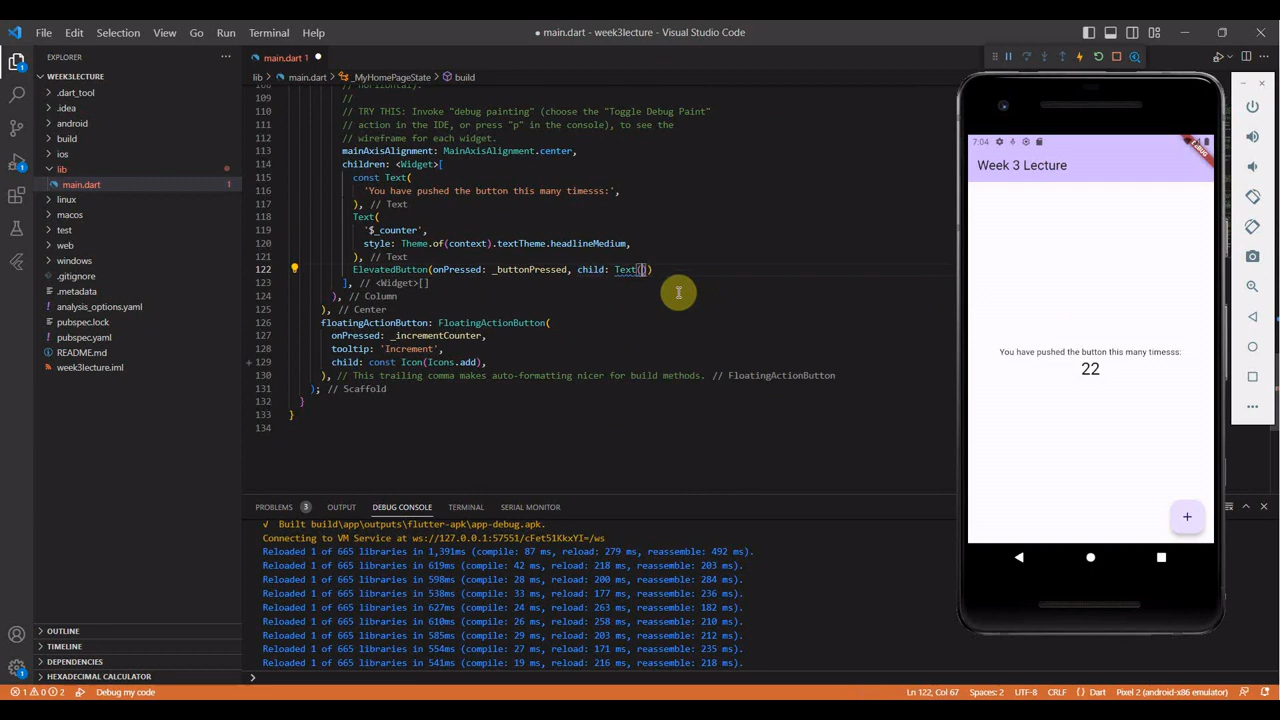 File Edit Selection View Go Run Terminal Help
● main.dart - week3lecture - Visual Studio Code
EXPLORER
WEEK3LECTURE
.dart_tool
.idea
android
build
ios
lib
main.dart 1
linux
macos
test
web
windows
.gitignore
.metadata
analysis_options.yaml
pubspec.lock
pubspec.yaml
README.md
week3lecture.iml
OUTLINE
TIMELINE
DEPENDENCIES
HEXADECIMAL CALCULATOR
main.dart ●
lib > main.dart > _MyHomePageState > build
108 // horizontal).
109 //
110 // TRY THIS: Invoke "debug painting" (choose the "Toggle Debug Paint"
111 // action in the IDE, or press "p" in the console), to see the
112 // wireframe for each widget.
113 mainAxisAlignment: MainAxisAlignment.center,
114 children: <Widget>[
115 const Text(
116 'You have pushed the button this many timesss:',
117 ), // Text
118 Text(
119 '$_counter',
120 style: Theme.of(context).textTheme.headlineMedium,
121 ), // Text
122 ElevatedButton(onPressed: _buttonPressed, child: Text())
123 ], // <Widget>[]
124 ), // Column
125 ), // Center
126 floatingActionButton: FloatingActionButton(
127 onPressed: _incrementCounter,
128 tooltip: 'Increment',
129 child: const Icon(Icons.add),
130 ), // This trailing comma makes auto-formatting nicer for build methods. // FloatingActionButton
131 ); // Scaffold
132 }
133 }
134
PROBLEMS 3 OUTPUT DEBUG CONSOLE TERMINAL SERIAL MONITOR
√ Built build\app\outputs\flutter-apk\app-debug.apk.
Connecting to VM Service at ws://127.0.0.1:57551/cFet51KkxYI=/ws
Reloaded 1 of 665 libraries in 1,391ms (compile: 87 ms, reload: 279 ms, reassemble: 492 ms).
Reloaded 1 of 665 libraries in 619ms (compile: 42 ms, reload: 218 ms, reassemble: 203 ms).
Reloaded 1 of 665 libraries in 598ms (compile: 28 ms, reload: 200 ms, reassemble: 284 ms).
Reloaded 1 of 665 libraries in 538ms (compile: 33 ms, reload: 177 ms, reassemble: 236 ms).
Reloaded 1 of 665 libraries in 627ms (compile: 24 ms, reload: 263 ms, reassemble: 182 ms).
Reloaded 1 of 665 libraries in 610ms (compile: 26 ms, reload: 258 ms, reassemble: 210 ms).
Reloaded 1 of 665 libraries in 585ms (compile: 29 ms, reload: 203 ms, reassemble: 212 ms).
Reloaded 1 of 665 libraries in 554ms (compile: 27 ms, reload: 171 ms, reassemble: 235 ms).
Reloaded 1 of 665 libraries in 541ms (compile: 19 ms, reload: 216 ms, reassemble: 218 ms).
7:04
DEBUG
Week 3 Lecture
You have pushed the button this many timesss:
22
1 0 2 Debug my code
Ln 122, Col 67 Spaces: 2 UTF-8 CRLF {} Dart Pixel 2 (android-x86 emulator)